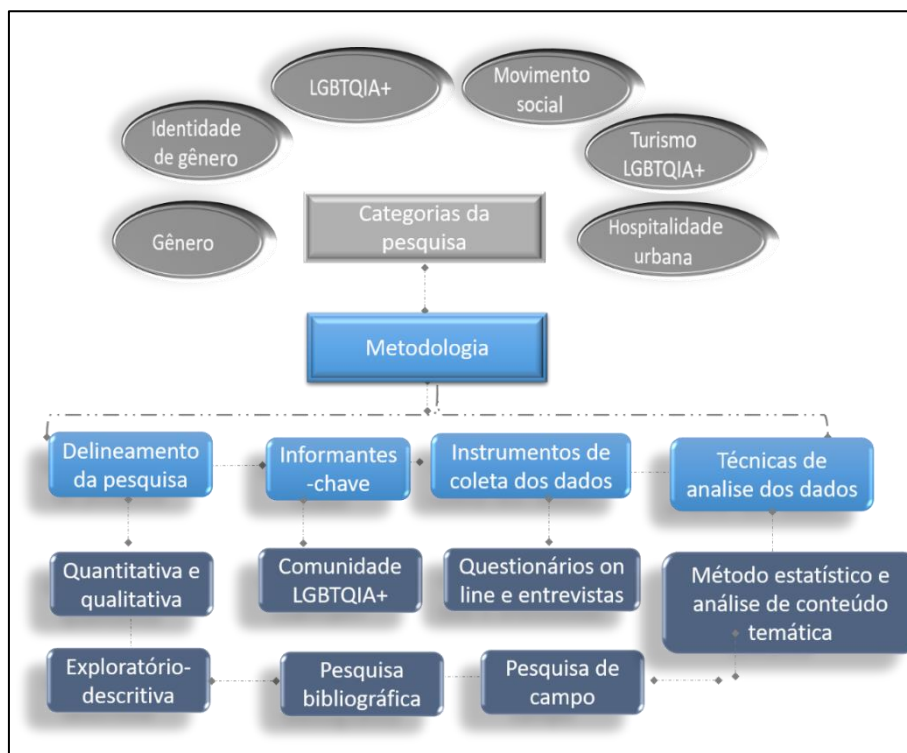 LGBTQIA+
Movimento
social
Identidade
de gênero
Turismo
LGBTQIA+
Gênero
Categorias da
pesquisa
Hospitalidade
urbana
Metodologia
Delineamento
da pesquisa
Informantes
-chave
Instrumentos de
coleta dos dados
Técnicas de
analise dos dados
Quantitativa e
qualitativa
Comunidade
LGBTQIA+
Questionários on
line e entrevistas
Método estatístico e
análise de conteúdo
temática
Exploratório-
descritiva
Pesquisa
bibliográfica
Pesquisa de
campo